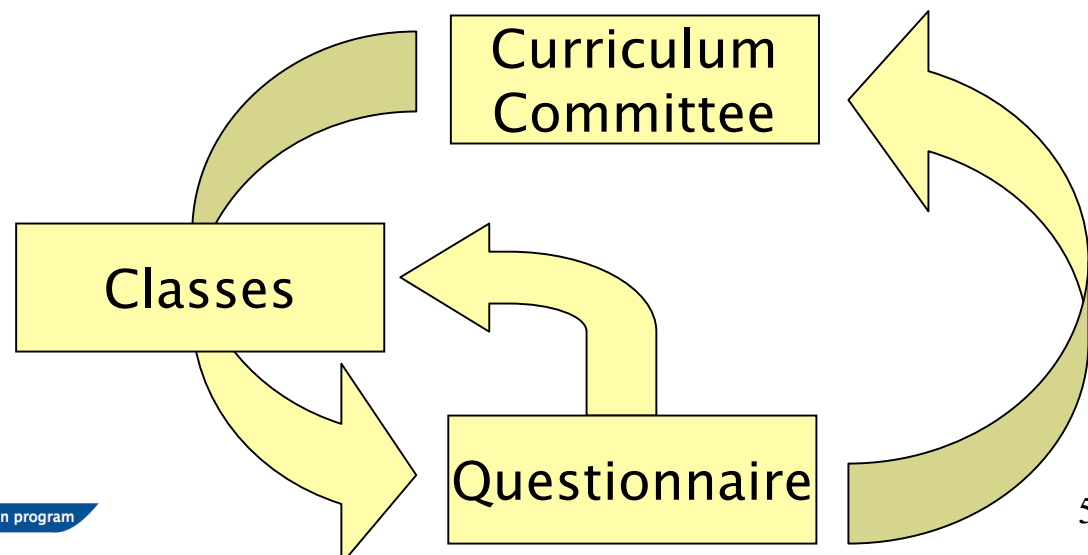 Curriculum
Committee
Classes
Questionnaire
n program
5